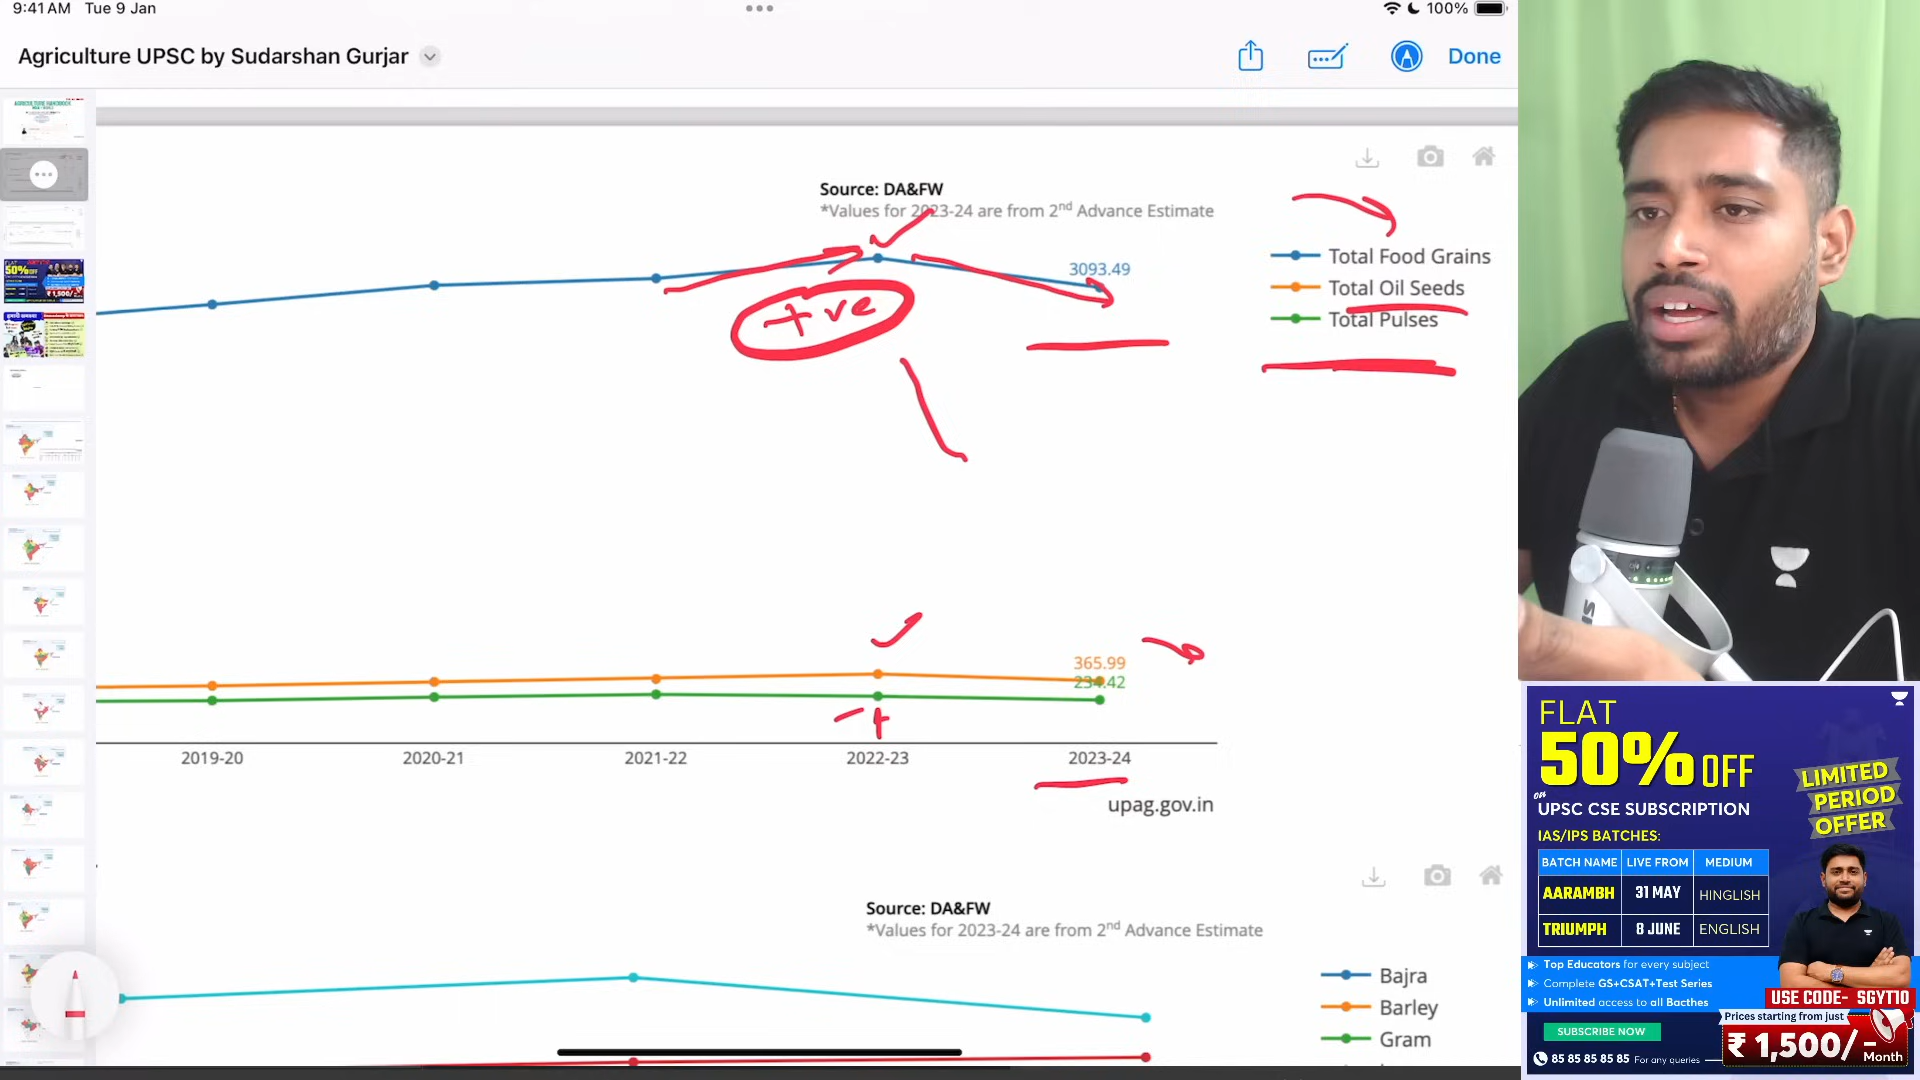 9:41 AM Tue 9 Jan
100%
Agriculture UPSC by Sudarshan Gurjar
Done
Source: DA&FW
*Values for 2023-24 are from 2nd Advance Estimate
3093.49
Total Food Grains
Total Oil Seeds
Total Pulses
+ve
365.99
234.42
- +
2019-20
2020-21
2021-22
2022-23
2023-24
upag.gov.in
Source: DA&FW
*Values for 2023-24 are from 2nd Advance Estimate
Bajra
Barley
Gram
FLAT
50% OFF
on
UPSC CSE SUBSCRIPTION
IAS/IPS BATCHES:
LIMITED
PERIOD
OFFER
BATCH NAME LIVE FROM MEDIUM
AARAMBH 31 MAY HINGLISH
TRIUMPH 8 JUNE ENGLISH
Top Educators for every subject
Complete GS+CSAT+Test Series
Unlimited access to all Bacthes
USE CODE- SGYT10
SUBSCRIBE NOW
Prices starting from just
₹ 1,500/-
Month
85 85 85 85 85 For any queries